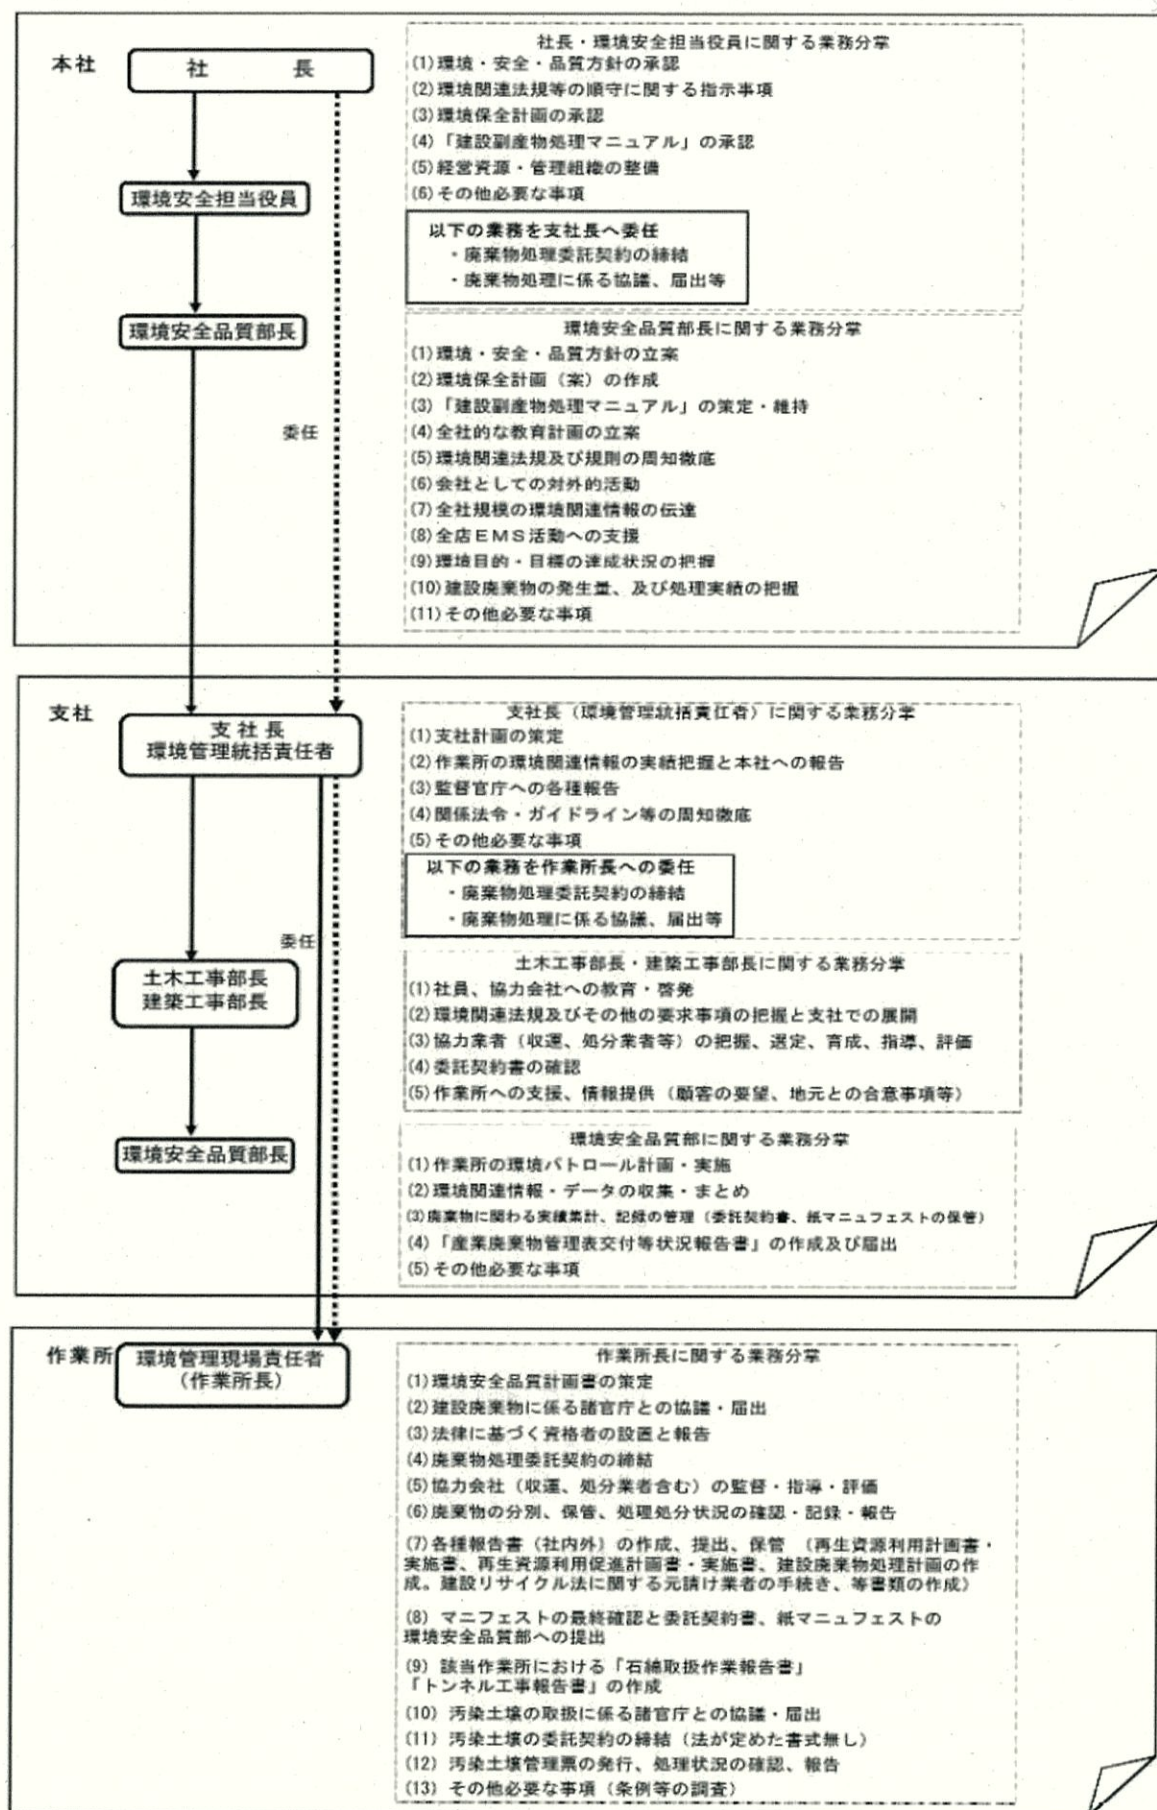 本社
社長
環境安全担当役員
環境安全品質部長
委任
社長・環境安全担当役員に関する業務分掌
(1)環境・安全・品質方針の承認
(2)環境関連法規等の順守に関する指示事項
(3)環境保全計画の承認
(4)「建設副産物処理マニュアル」の承認
(5)経営資源・管理組織の整備
(6)その他必要な事項
以下の業務を支社長へ委任
・廃棄物処理委託契約の締結
・廃棄物処理に係る協議、届出等
環境安全品質部長に関する業務分掌
(1)環境・安全・品質方針の立案
(2)環境保全計画（案）の作成
(3)「建設副産物処理マニュアル」の策定・維持
(4)全社的な教育計画の立案
(5)環境関連法規及び規則の周知徹底
(6)会社としての対外的活動
(7)全社規模の環境関連情報の伝達
(8)全店ＥＭＳ活動への支援
(9)環境目的・目標の達成状況の把握
(10)建設廃棄物の発生量、及び処理実績の把握
(11)その他必要な事項
支社
支社長
環境管理統括責任者
委任
土木工事部長
建築工事部長
環境安全品質部長
支社長（環境管理統括責任者）に関する業務分掌
(1)支社計画の策定
(2)作業所の環境関連情報の実績把握と本社への報告
(3)監督官庁への各種報告
(4)関係法令・ガイドライン等の周知徹底
(5)その他必要な事項
以下の業務を作業所長への委任
・廃棄物処理委託契約の締結
・廃棄物処理に係る協議、届出等
土木工事部長・建築工事部長に関する業務分掌
(1)社員、協力会社への教育・啓発
(2)環境関連法規及びその他の要求事項の把握と支社での展開
(3)協力業者（収運、処分業者等）の把握、選定、育成、指導、評価
(4)委託契約書の確認
(5)作業所への支援、情報提供（顧客の要望、地元との合意事項等）
環境安全品質部に関する業務分掌
(1)作業所の環境パトロール計画・実施
(2)環境関連情報・データの収集・まとめ
(3)廃棄物に関わる実績集計、記録の管理（委託契約書、紙マニュフェストの保管）
(4)「産業廃棄物管理表交付等状況報告書」の作成及び届出
(5)その他必要な事項
作業所
環境管理現場責任者
（作業所長）
作業所長に関する業務分掌
(1)環境安全品質計画書の策定
(2)建設廃棄物に係る諸官庁との協議・届出
(3)法律に基づく資格者の設置と報告
(4)廃棄物処理委託契約の締結
(5)協力会社（収運、処分業者含む）の監督・指導・評価
(6)廃棄物の分別、保管、処理処分状況の確認・記録・報告
(7)各種報告書（社内外）の作成、提出、保管　（再生資源利用計画書・
実施書、再生資源利用促進計画書・実施書、建設廃棄物処理計画の作
成。建設リサイクル法に関する元請け業者の手続き、等書類の作成）
(8) マニフェストの最終確認と委託契約書、紙マニュフェストの
環境安全品質部への提出
(9) 該当作業所における「石綿取扱作業報告書」
「トンネル工事報告書」の作成
(10) 汚染土壌の取扱に係る諸官庁との協議・届出
(11) 汚染土壌の委託契約の締結（法が定めた書式無し）
(12) 汚染土壌管理票の発行、処理状況の確認、報告
(13) その他必要な事項（条例等の調査）